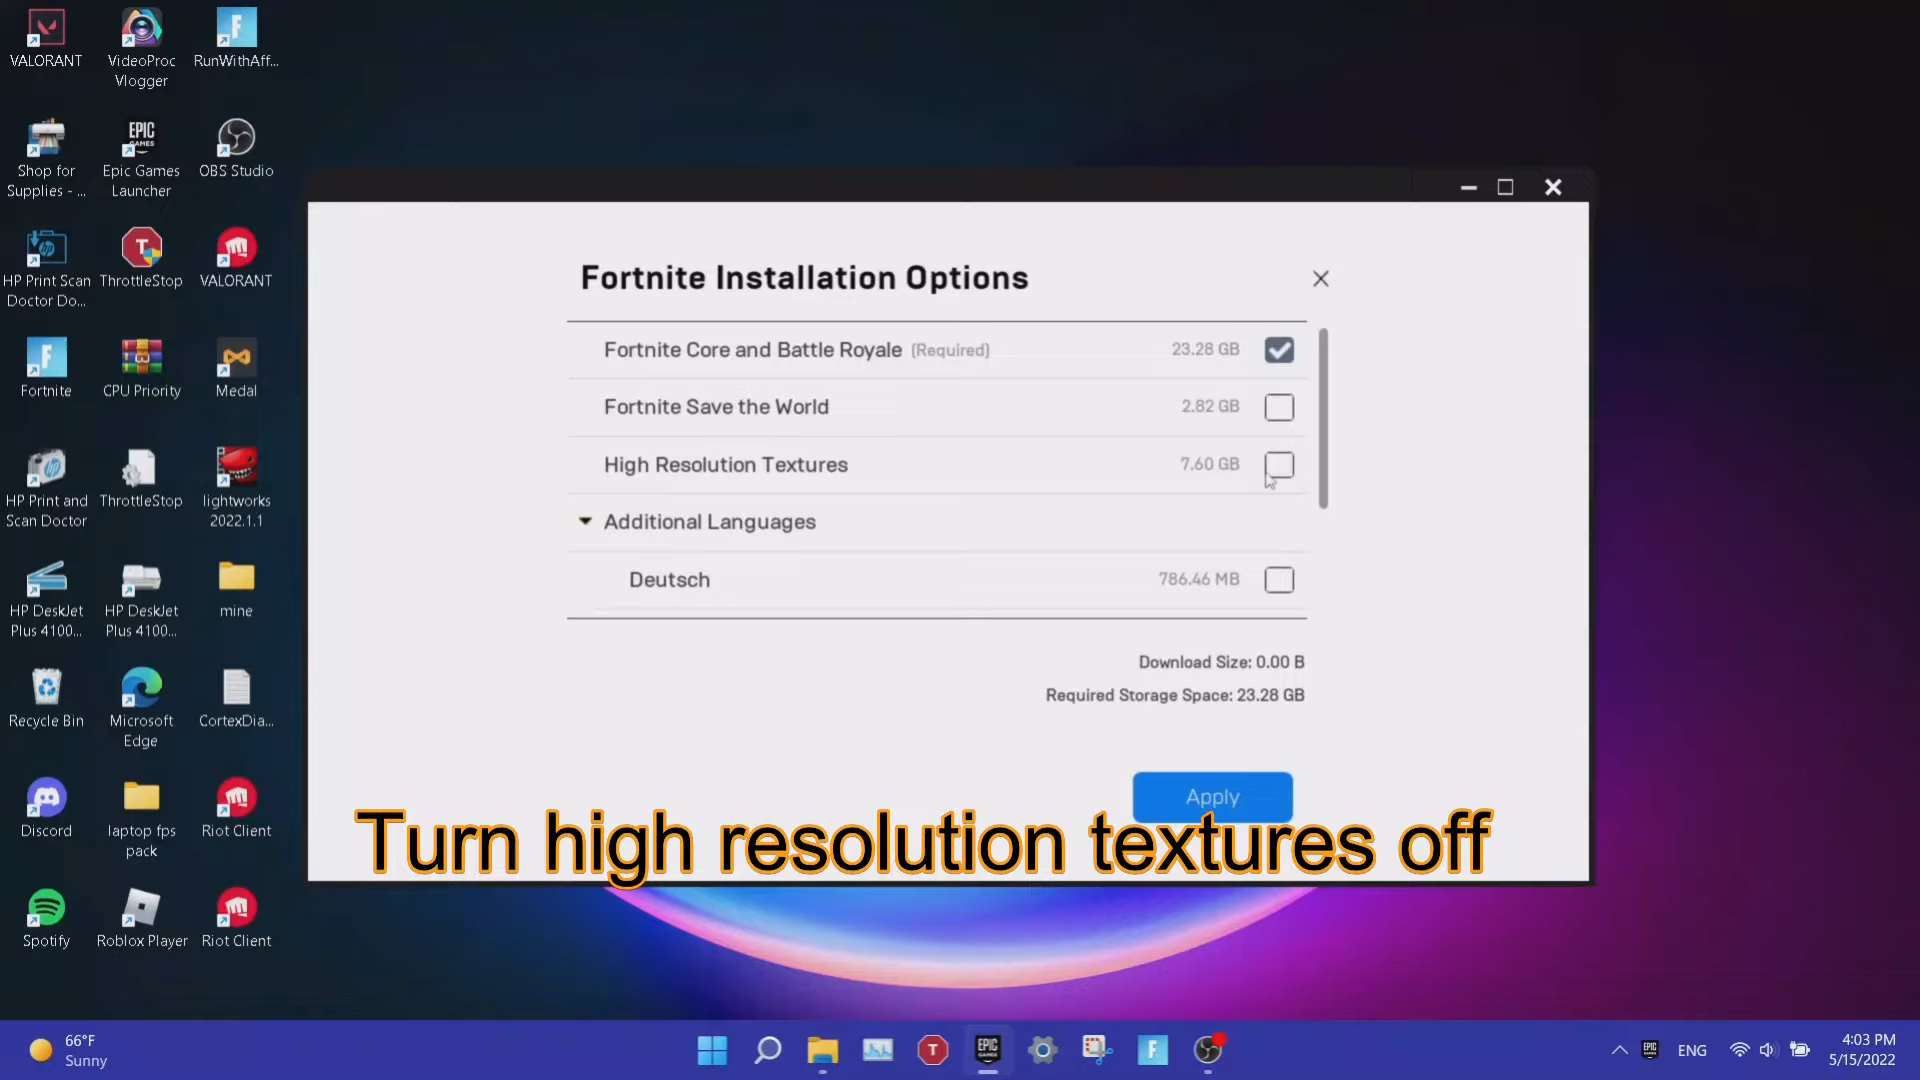 VALORANT
VideoProc
Vlogger
RunWithAff...
Shop for
Supplies - ...
EPIC
GAMES
Epic Games
Launcher
OBS Studio
HP Print Scan
Doctor Do...
ThrottleStop
VALORANT
Fortnite
CPU Priority
Medal
HP Print and
Scan Doctor
ThrottleStop
lightworks
2022.1.1
HP DeskJet
Plus 4100...
HP DeskJet
Plus 4100...
mine
Recycle Bin
Microsoft
Edge
CortexDia...
Discord
laptop fps
pack
Riot Client
Spotify
Roblox Player
Riot Client
Fortnite Installation Options
Fortnite Core and Battle Royale (Required) 23.28 GB
Fortnite Save the World 2.82 GB
High Resolution Textures 7.60 GB
Additional Languages
Deutsch 786.46 MB
Download Size: 0.00 B
Required Storage Space: 23.28 GB
Apply
Turn high resolution textures off
66°F
Sunny
T
EPIC
GAMES
F
EPIC
ENG
4:03 PM
5/15/2022